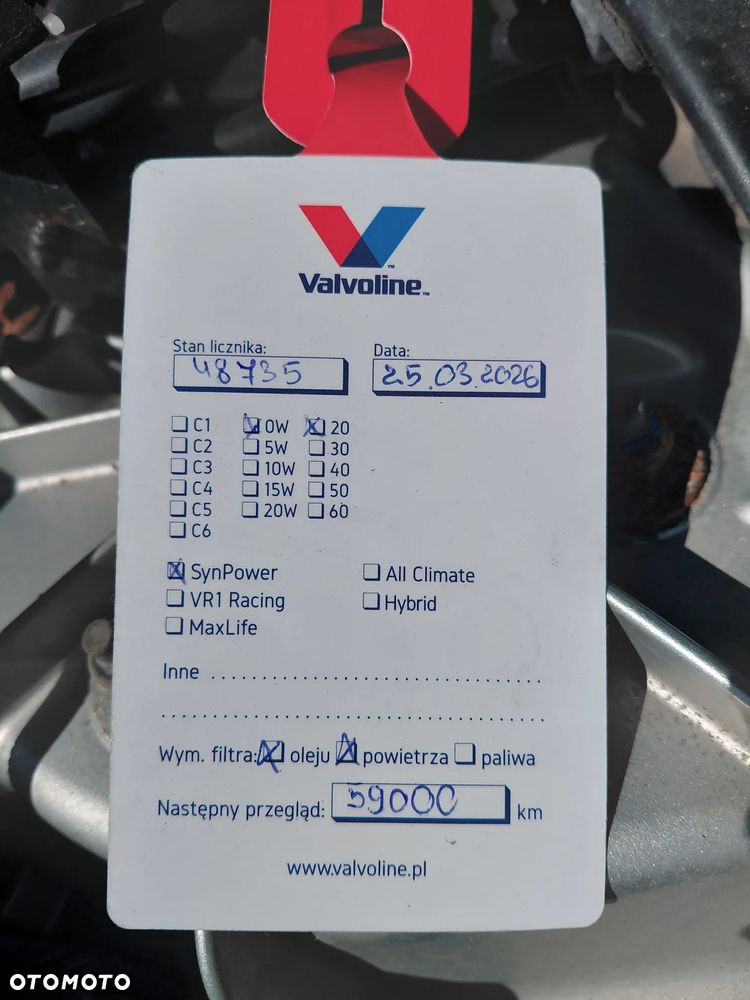 Valvoline™
Stan licznika: Data:
48735 25.03.2026
C1 0W 20
C2 5W 30
C3 10W 40
C4 15W 50
C5 20W 60
C6
SynPower All Climate
VR1 Racing Hybrid
MaxLife
Inne
Wym. filtra: oleju powietrza paliwa
Następny przegląd: 59000 km
www.valvoline.pl
OTOMOTO